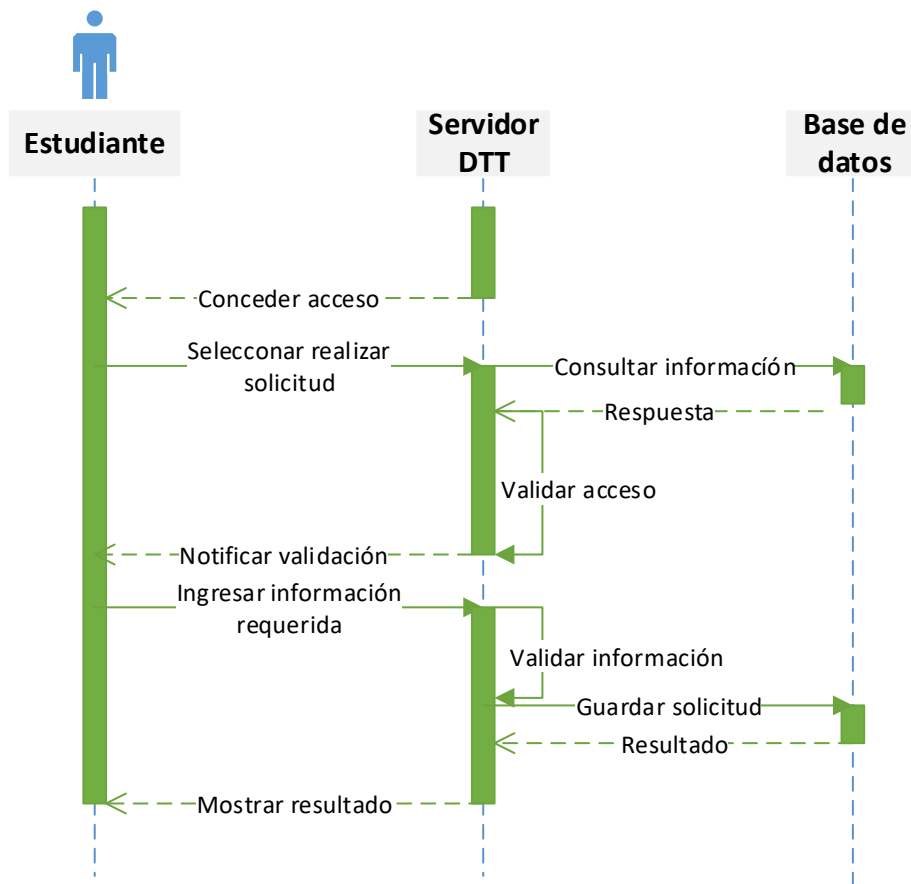 Estudiante
Servidor
DTT
Base de
datos
Conceder acceso
Selecconar realizar
solicitud
Consultar informacíón
Respuesta
Validar acceso
Notificar validación
Ingresar información
requerida
Validar información
Guardar solicitud
Resultado
Mostrar resultado